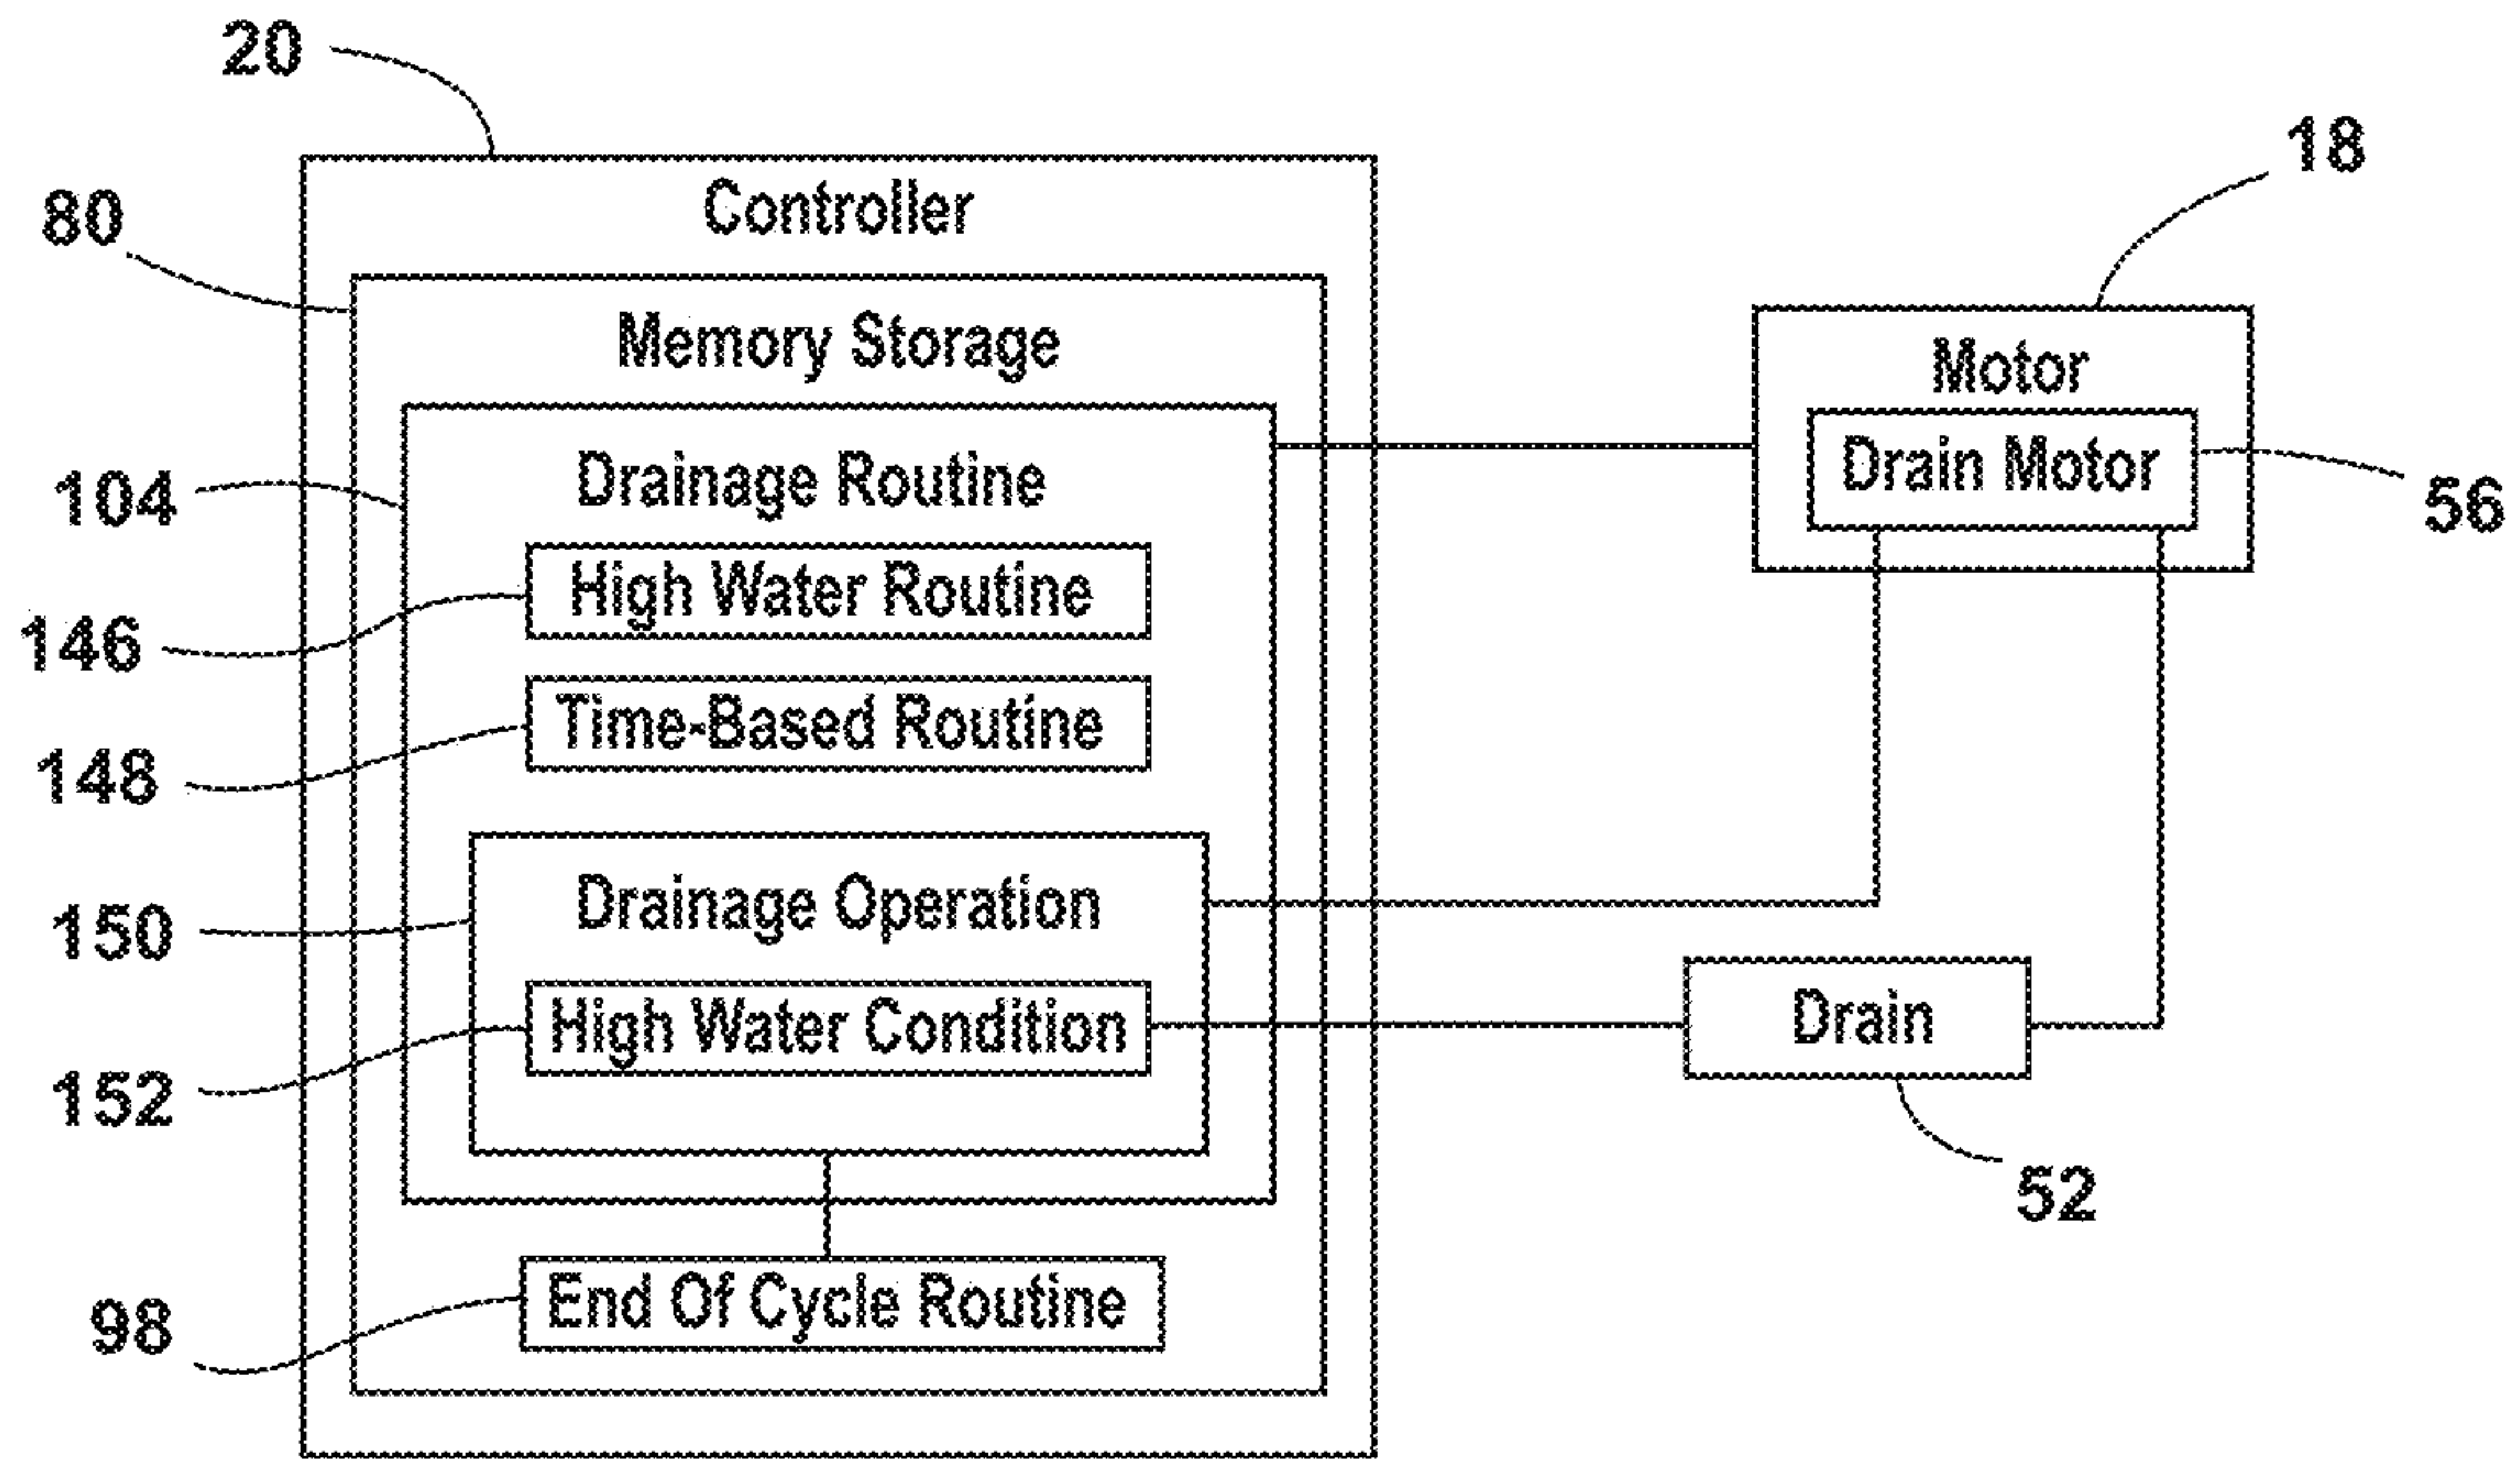 20
18
Controller
80
Memory Storage
Motor
Drain Motor
104
Drainage Routine
56
High Water Routine
146
Time-Based Routine
148
Drainage Operation
150
High Water Condition
Drain
152
52
End Of Cycle Routine
98